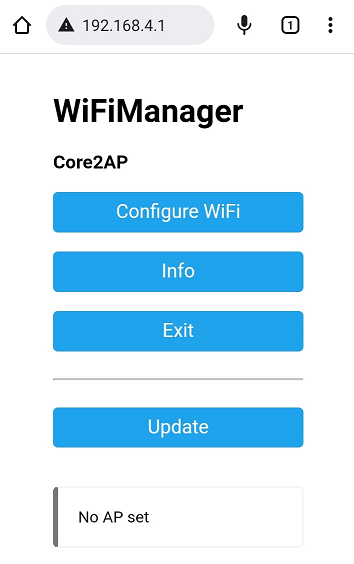 192.168.4.1
1
WiFiManager
Core2AP
Configure WiFi
Info
Exit
Update
No AP set